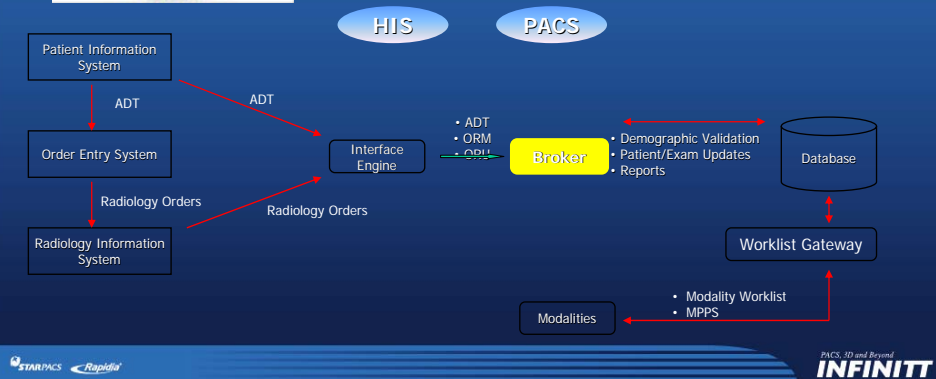 HIS
PACS
Patient Information
System
ADT
ADT
Order Entry System
Radiology Orders
Radiology Orders
Radiology Information
System
Interface
Engine
• ADT
• ORM
• ORU
Broker
• Demographic Validation
• Patient/Exam Updates
• Reports
Database
Worklist Gateway
• Modality Worklist
• MPPS
Modalities
STARPACS
Rapidia
PACS, 3D and Beyond
INFINITT